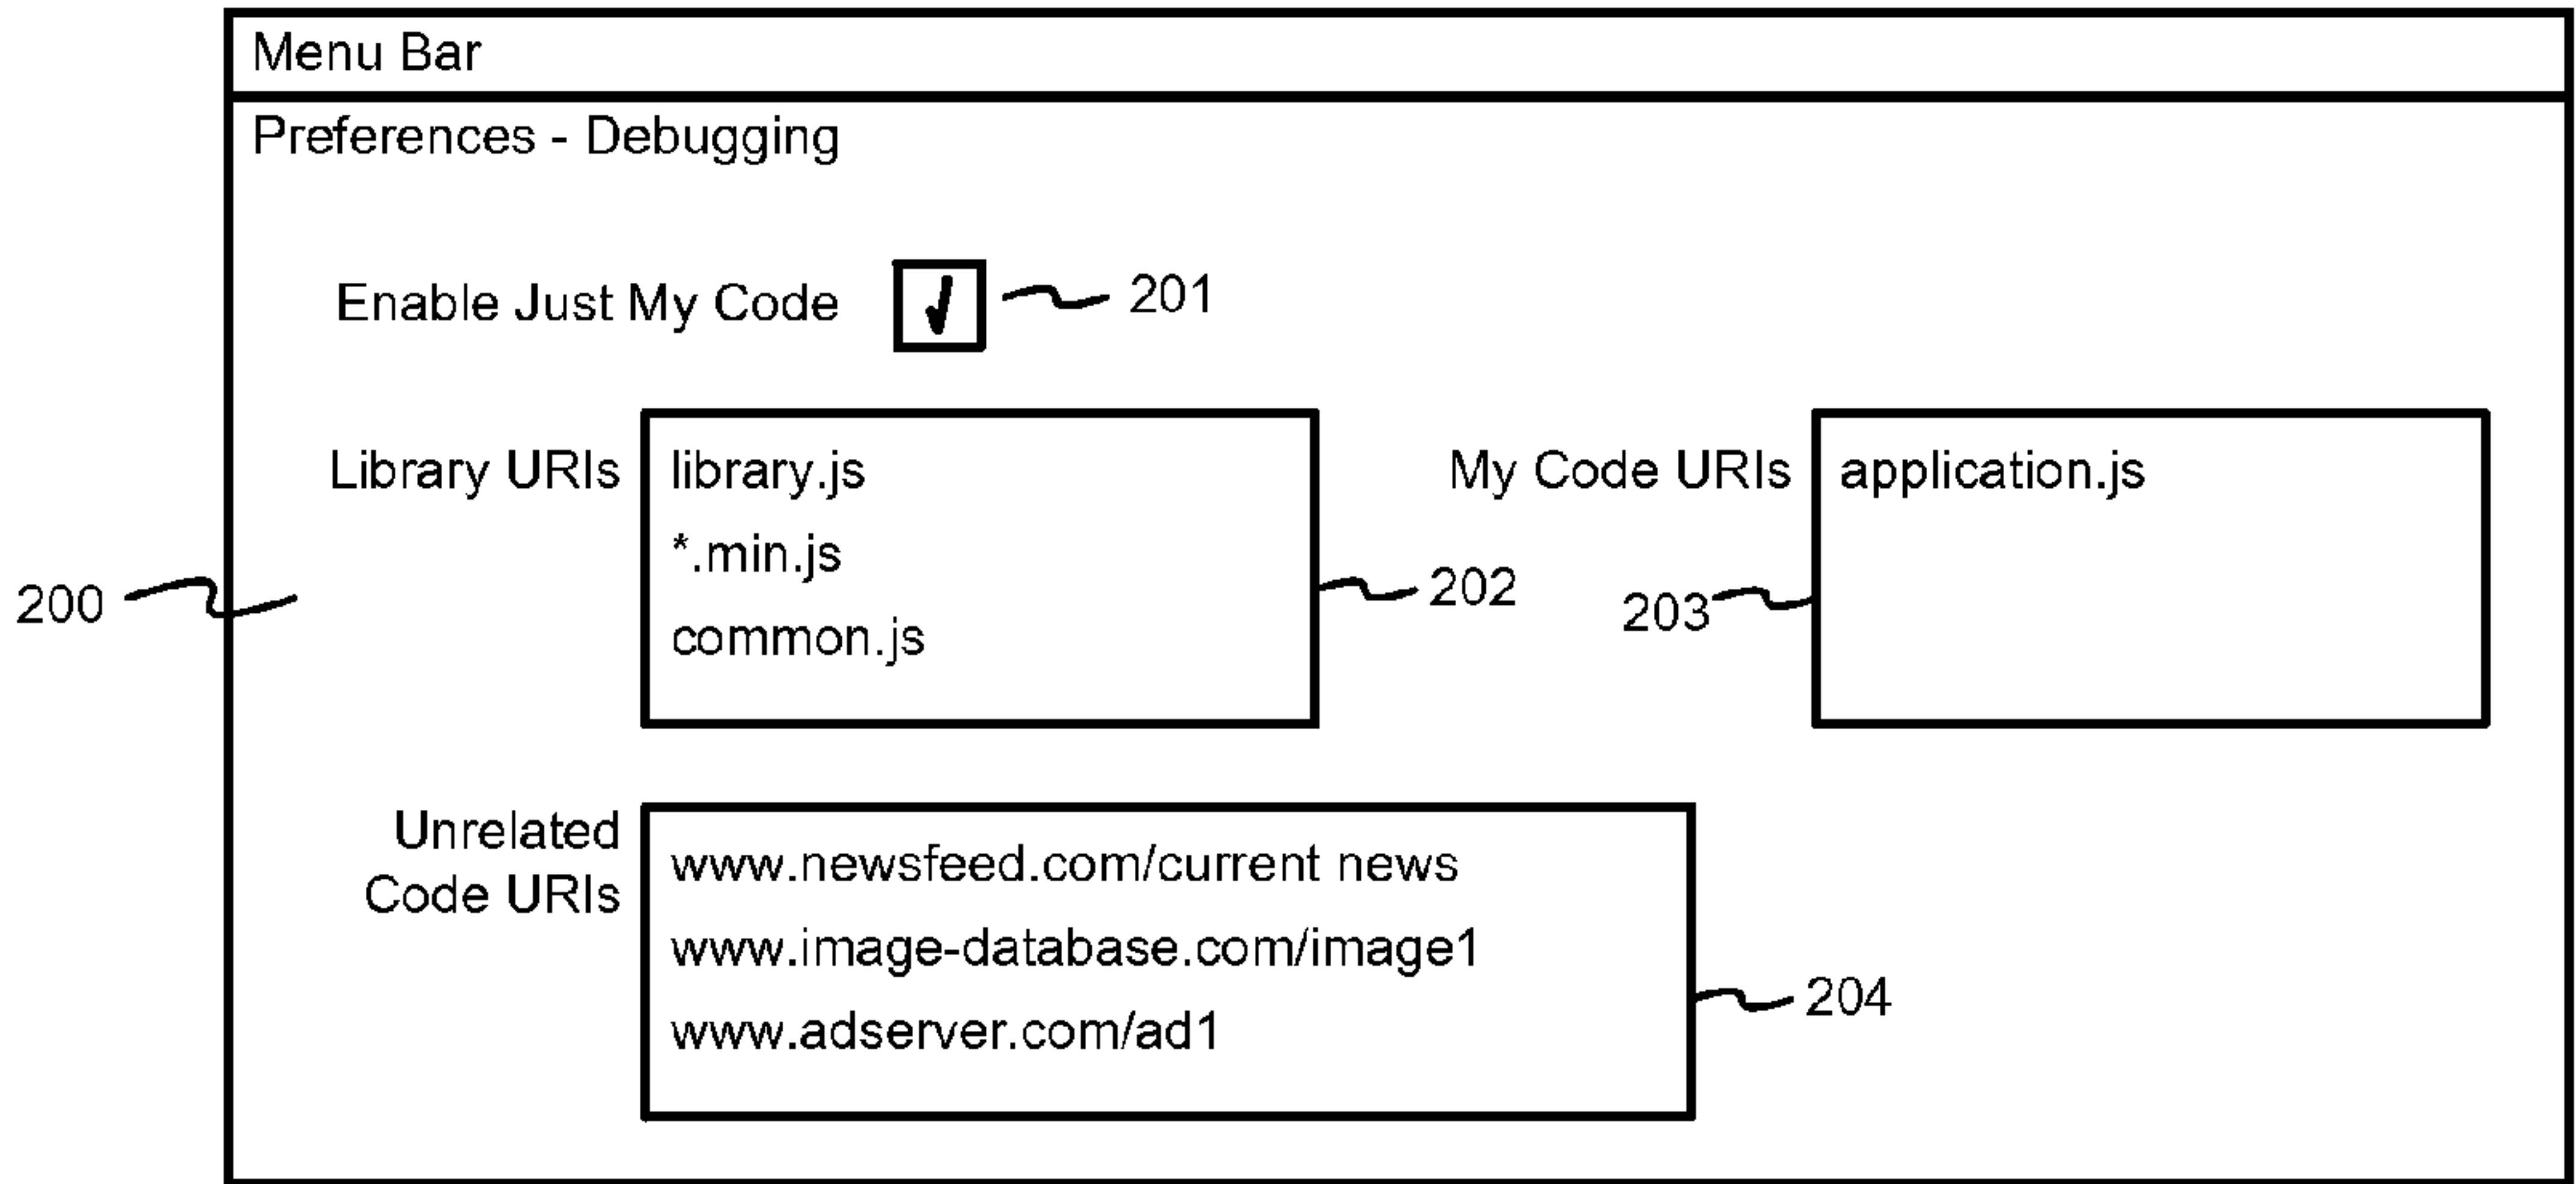 Menu Bar
Preferences - Debugging
Enable Just My Code
201
Library URIs
library.js
*.min.js
common.js
202
My Code URIs
application.js
203
200
Unrelated
Code URIs
www.newsfeed.com/current news
www.image-database.com/image1
www.adserver.com/ad1
204